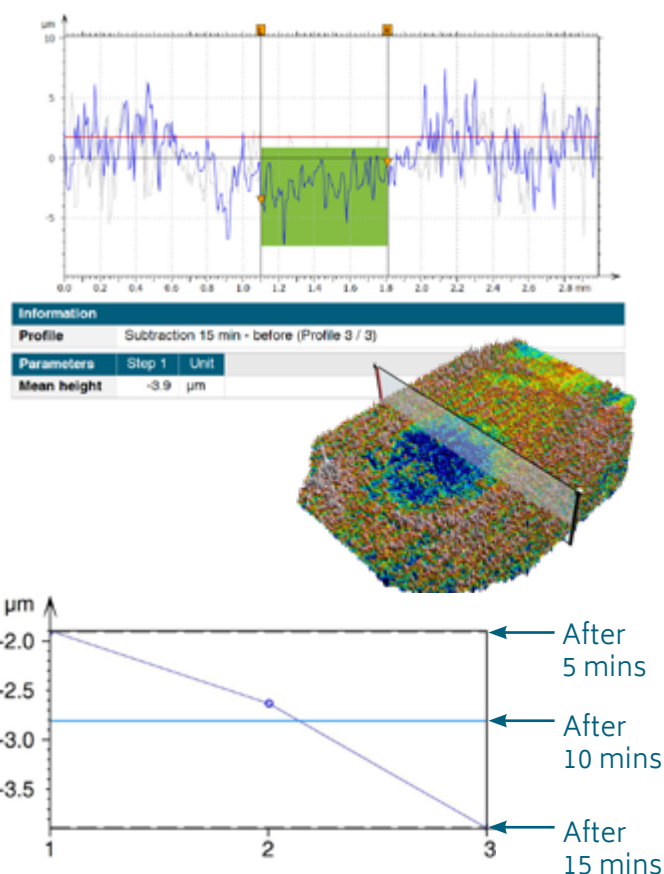 µm
10
5
0
-5
0.0 0.2 0.4 0.6 0.8 1.0 1.2 1.4 1.6 1.8 2.0 2.2 2.4 2.6 2.8 mm
Information
Profile Subtraction 15 min - before (Profile 3 / 3)
Parameters Step 1 Unit
Mean height -3.9 µm
µm
-2.0
-2.5
-3.0
-3.5
1 2 3
After
5 mins
After
10 mins
After
15 mins